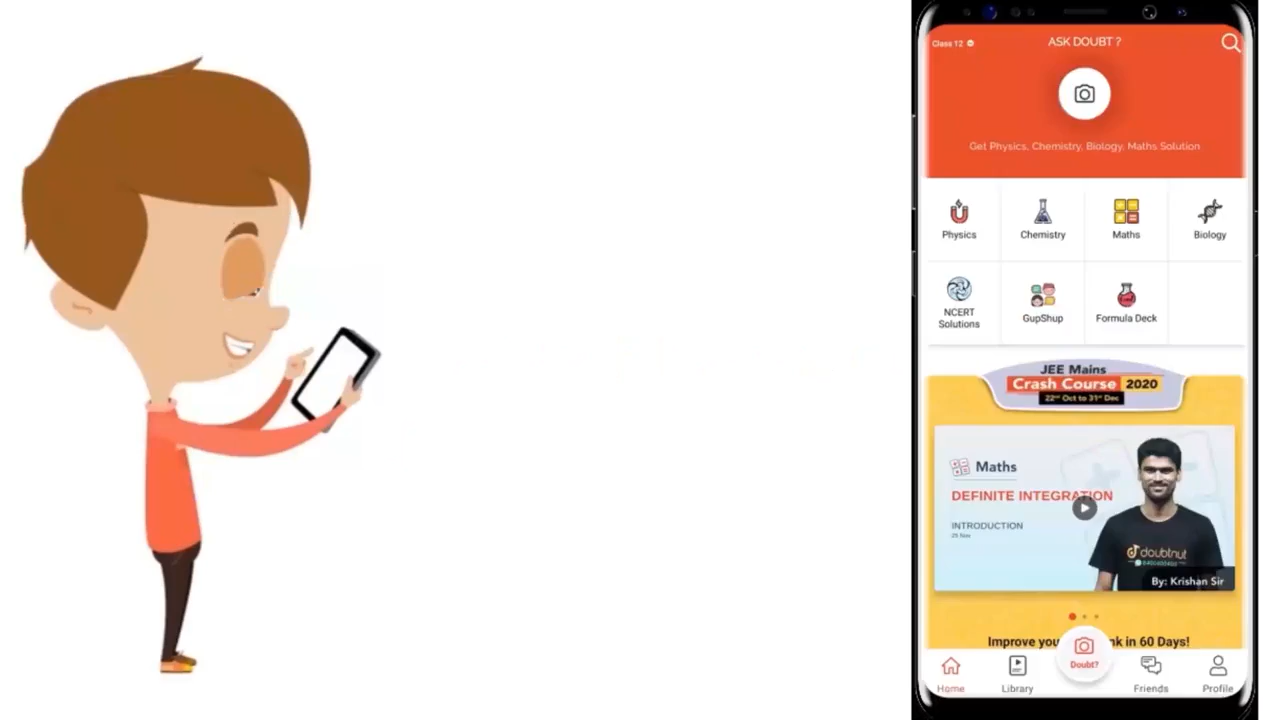 Class 12
ASK DOUBT ?
Get Physics, Chemistry, Biology, Maths Solution
Physics
Chemistry
Maths
Biology
NCERT
Solutions
GupShup
Formula Deck
JEE Mains
Crash Course 2020
22nd Oct to 31st Dec
Maths
DEFINITE INTEGRATION
INTRODUCTION
doubtnut
By: Krishan Sir
Improve you nk in 60 Days!
Doubt?
Home
Library
Friends
Profile